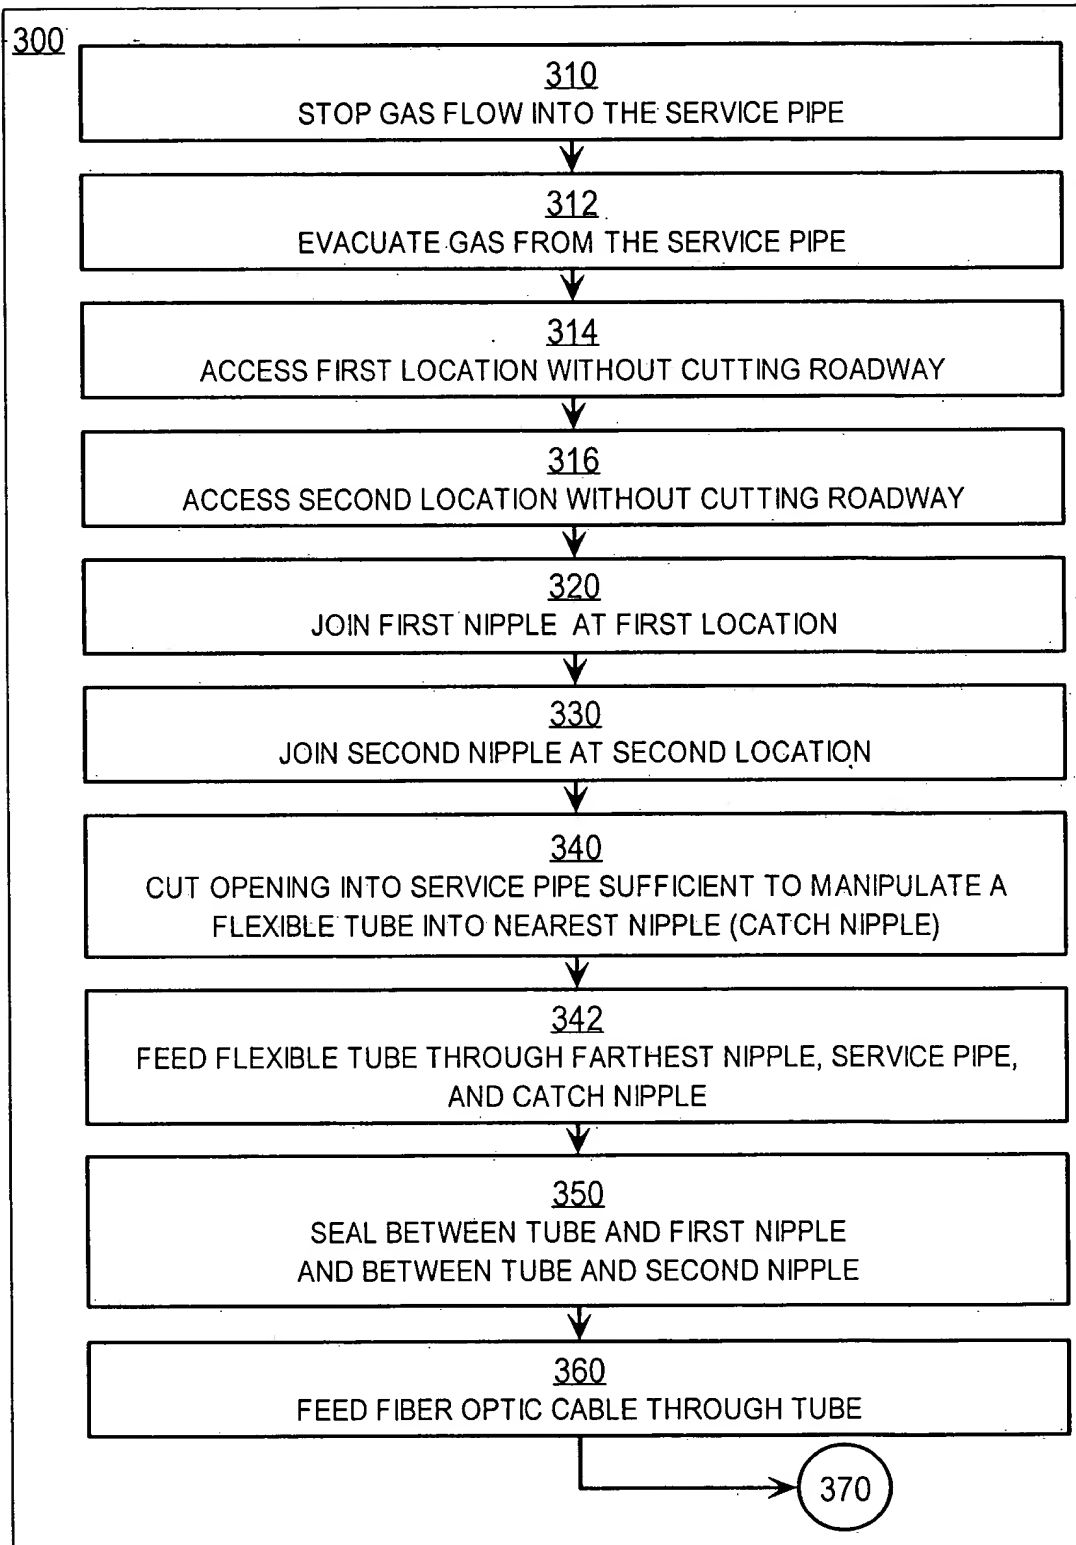 300
310
STOP GAS FLOW INTO THE SERVICE PIPE
312
EVACUATE GAS FROM THE SERVICE PIPE
314
ACCESS FIRST LOCATION WITHOUT CUTTING ROADWAY
316
ACCESS SECOND LOCATION WITHOUT CUTTING ROADWAY
320
JOIN FIRST NIPPLE AT FIRST LOCATION
330
JOIN SECOND NIPPLE AT SECOND LOCATION
340
CUT OPENING INTO SERVICE PIPE SUFFICIENT TO MANIPULATE A
FLEXIBLE TUBE INTO NEAREST NIPPLE (CATCH NIPPLE)
342
FEED FLEXIBLE TUBE THROUGH FARTHEST NIPPLE, SERVICE PIPE,
AND CATCH NIPPLE
350
SEAL BETWEEN TUBE AND FIRST NIPPLE
AND BETWEEN TUBE AND SECOND NIPPLE
360
FEED FIBER OPTIC CABLE THROUGH TUBE
370